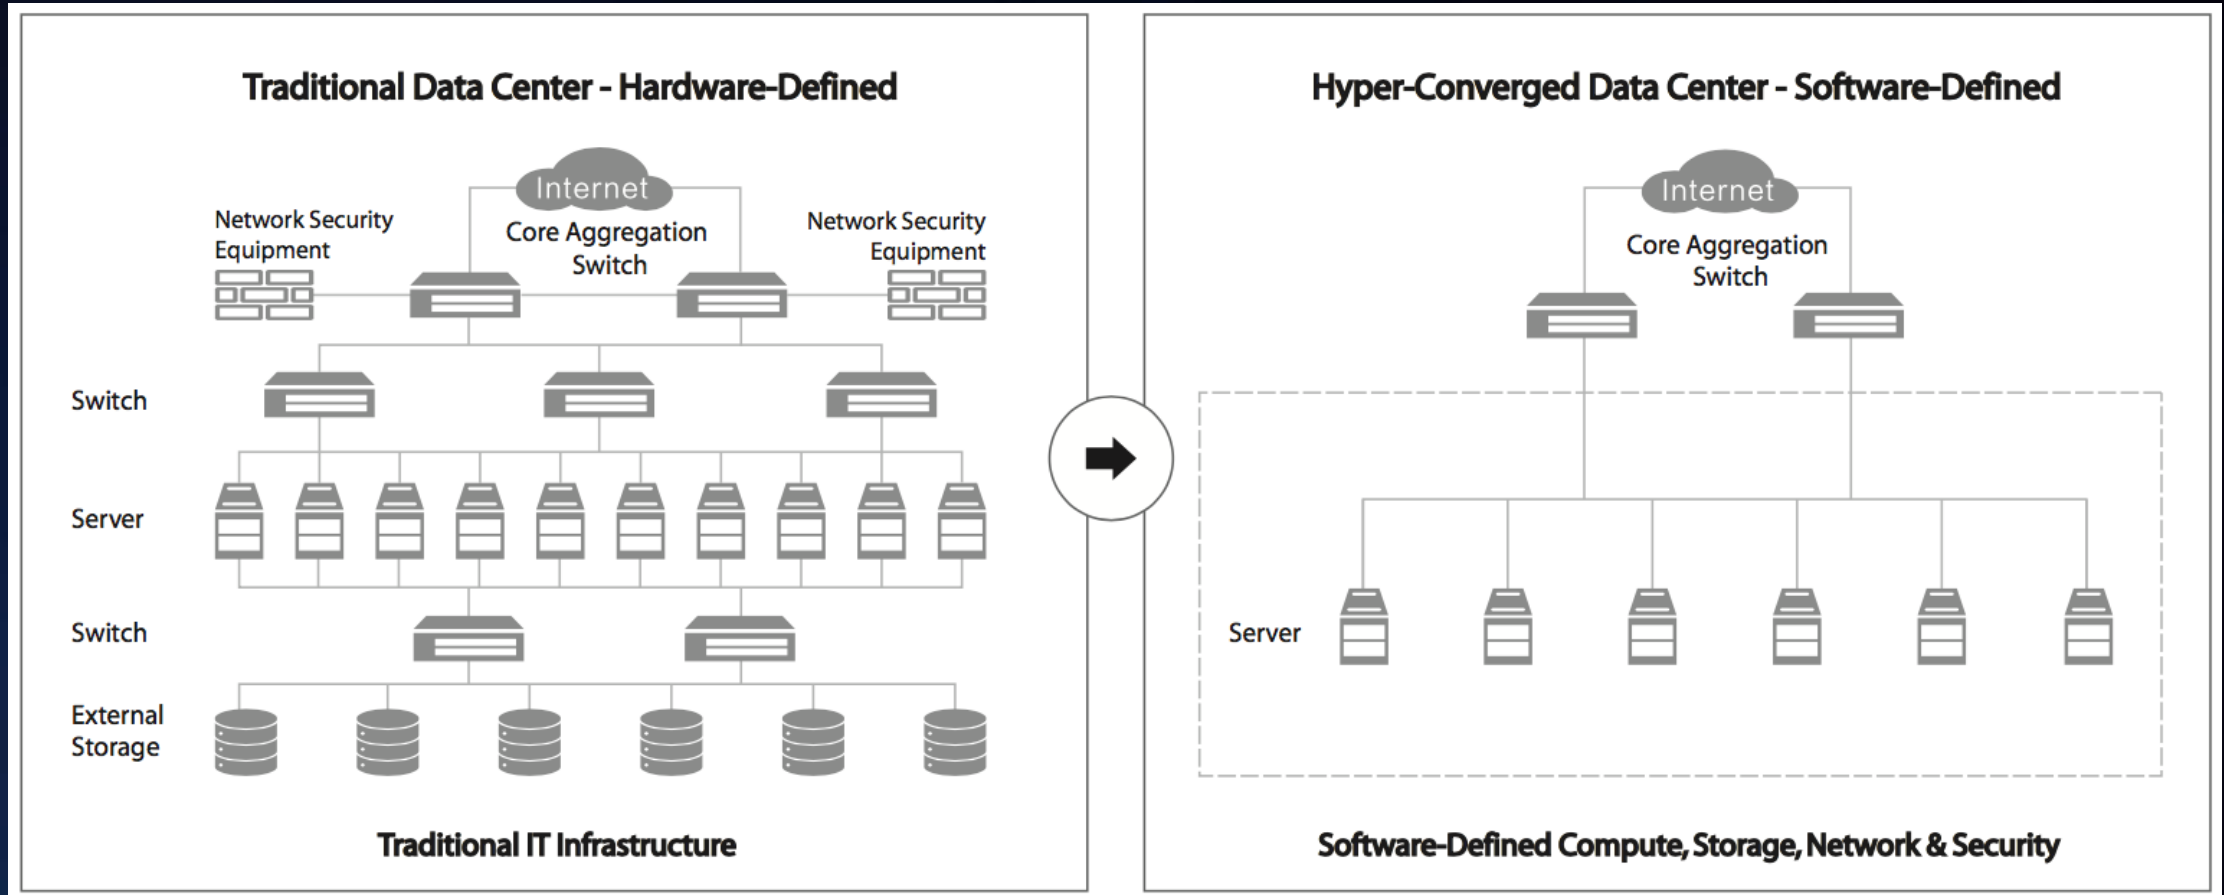 Traditional Data Center - Hardware-Defined
Internet
Network Security
Equipment
Core Aggregation
Switch
Network Security
Equipment
Switch
Server
Switch
External
Storage
Traditional IT Infrastructure
Hyper-Converged Data Center - Software-Defined
Internet
Core Aggregation
Switch
Server
Software-Defined Compute, Storage, Network & Security